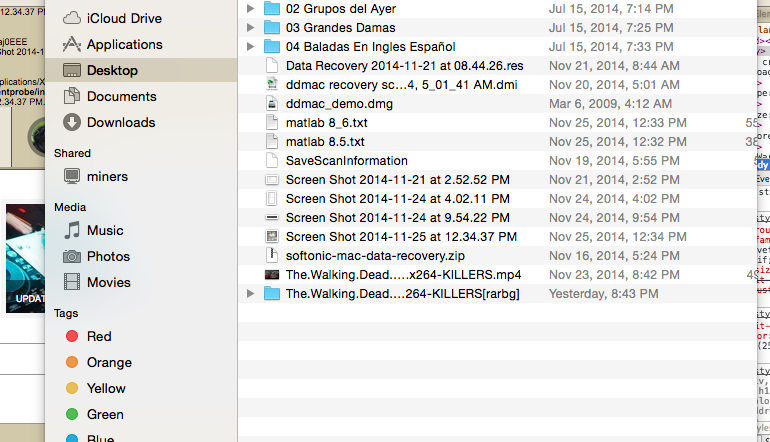 12.34.37 P
aj0EEE
Shot 2014-1
plications/X
entprobe/in
2.34.37 PM.
UPDAT
iCloud Drive
Applications
Desktop
Documents
Downloads
Shared
miners
Media
Music
Photos
Movies
Tags
Red
Orange
Yellow
Green
Blue
02 Grupos del Ayer Jul 15, 2014, 7:14 PM
03 Grandes Damas Jul 15, 2014, 7:25 PM
04 Baladas En Ingles Español Jul 15, 2014, 7:33 PM
Data Recovery 2014-11-21 at 08.44.26.res Nov 21, 2014, 8:44 AM
ddmac recovery sc...4, 5_01_41 AM.dmi Nov 20, 2014, 5:01 AM
ddmac_demo.dmg Mar 6, 2009, 4:12 AM
matlab 8_6.txt Nov 25, 2014, 12:33 PM 55
matlab 8.5.txt Nov 25, 2014, 12:32 PM 38
SaveScanInformation Nov 19, 2014, 5:55 PM
Screen Shot 2014-11-21 at 2.52.52 PM Nov 21, 2014, 2:52 PM
Screen Shot 2014-11-24 at 4.02.11 PM Nov 24, 2014, 4:02 PM
Screen Shot 2014-11-24 at 9.54.22 PM Nov 24, 2014, 9:54 PM
Screen Shot 2014-11-25 at 12.34.37 PM Nov 25, 2014, 12:34 PM
softonic-mac-data-recovery.zip Nov 16, 2014, 5:24 PM
The.Walking.Dead.....x264-KILLERS.mp4 Nov 23, 2014, 8:42 PM 49
The.Walking.Dead....264-KILLERS[rarbg] Yesterday, 8:43 PM